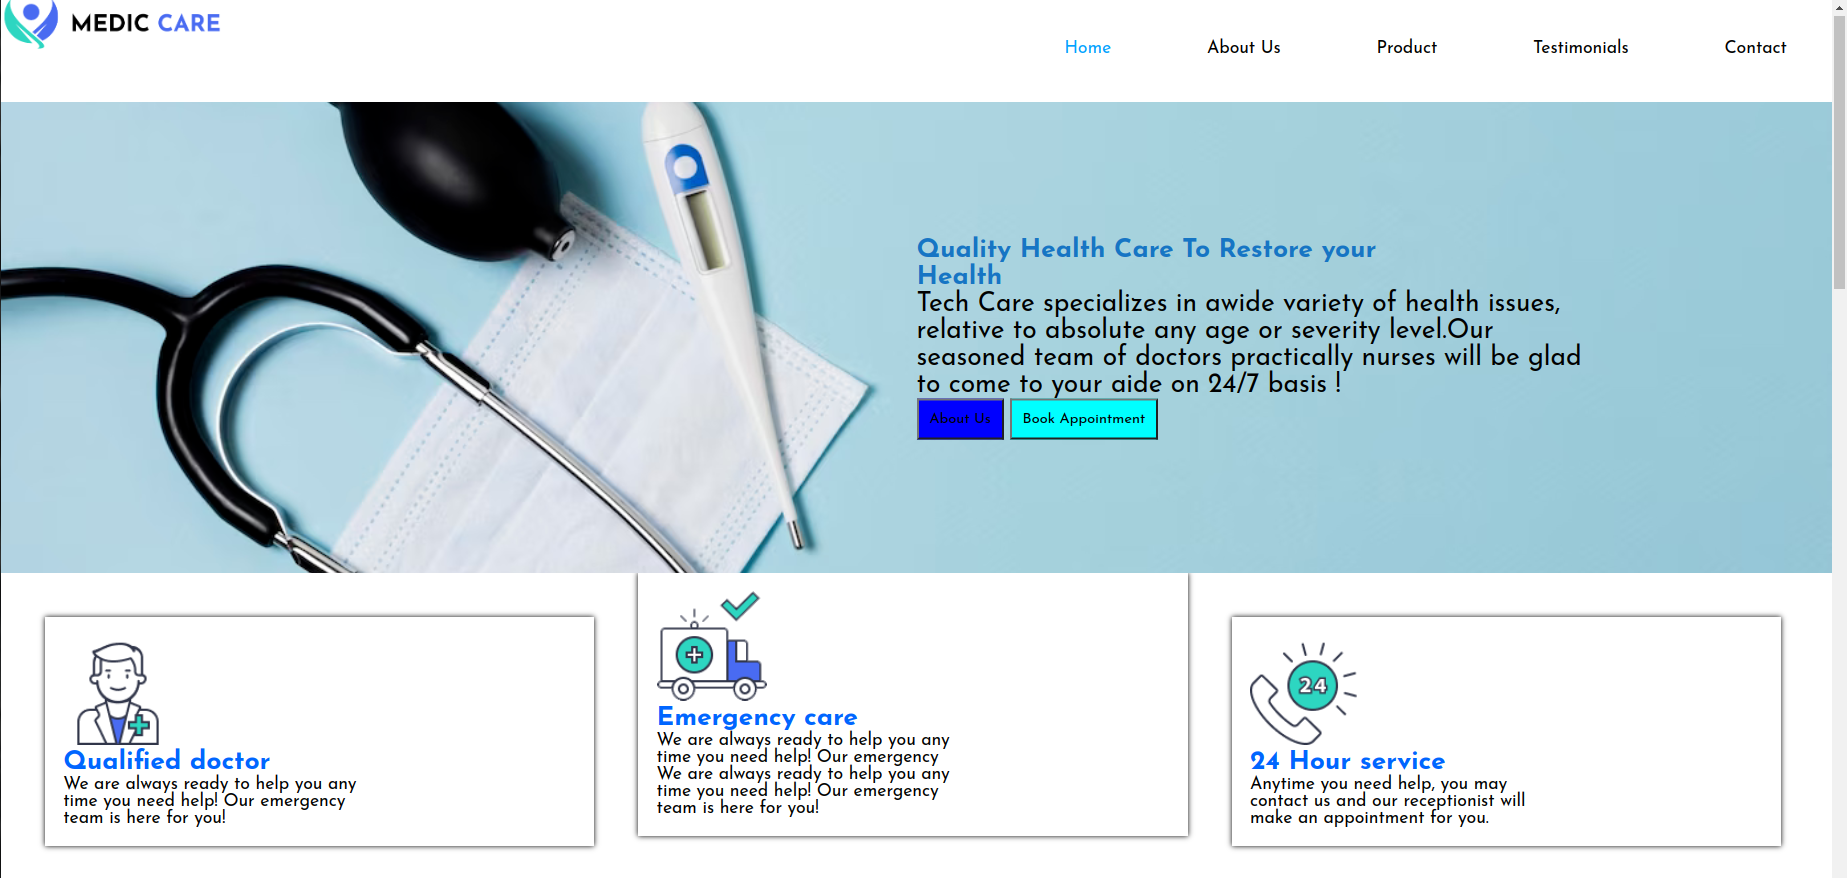 MEDIC CARE
Home About Us Product Testimonials Contact
Quality Health Care To Restore your
Health
Tech Care specializes in awide variety of health issues,
relative to absolute any age or severity level.Our
seasoned team of doctors practically nurses will be glad
to come to your aide on 24/7 basis !
About Us Book Appointment
Qualified doctor
We are always ready to help you any
time you need help! Our emergency
team is here for you!
Emergency care
We are always ready to help you any
time you need help! Our emergency
We are always ready to help you any
time you need help! Our emergency
team is here for you!
24
24 Hour service
Anytime you need help, you may
contact us and our receptionist will
make an appointment for you.